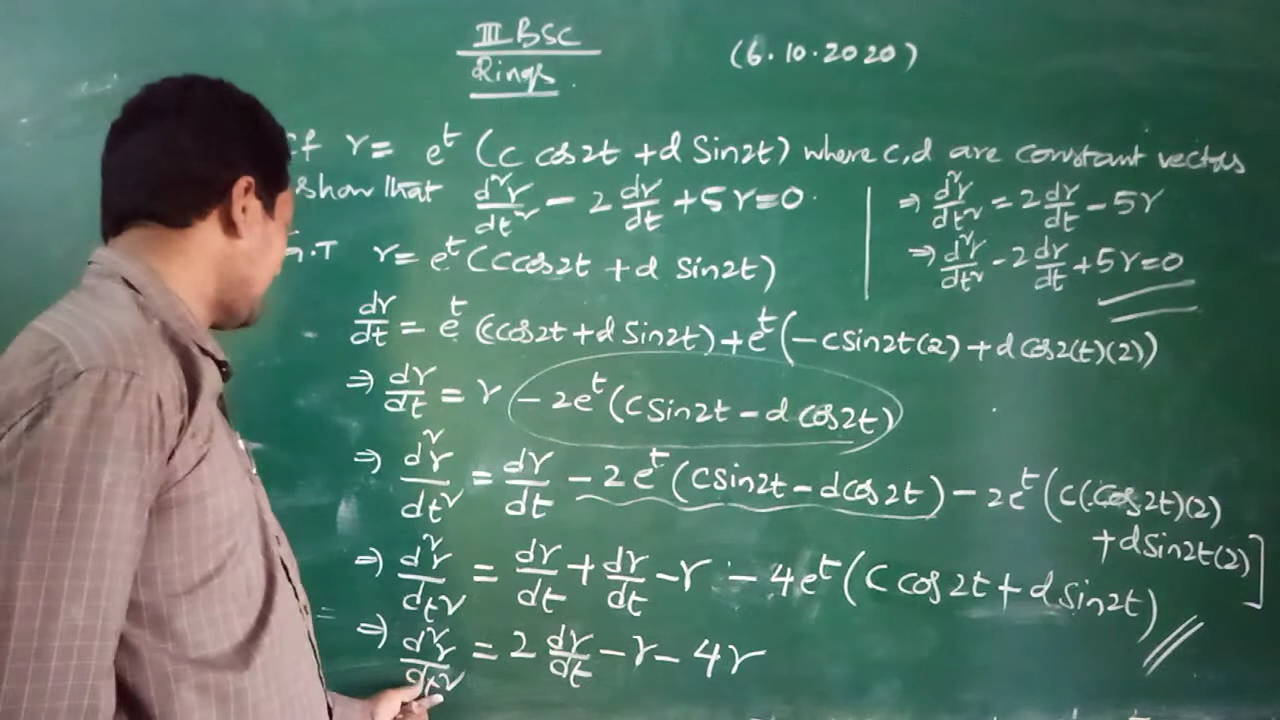 III BSC
Rings
(6.10.2020)
If r = e^t (c cos2t + d Sin2t) where c,d are constant vectors
show that d²r/dt² - 2 dr/dt + 5r = 0.
G.T r = e^t (c cos2t + d Sin2t)
dr/dt = e^t (c cos2t + d Sin2t) + e^t (-c sin2t(2) + d cos2(t)(2))
⇒ dr/dt = r - 2e^t (c Sin2t - d cos2t)
⇒ d²r/dt² = dr/dt - 2e^t (c sin2t - d cos2t) - 2e^t (c(cos2t)(2)
+ d sin2t(2)]
⇒ d²r/dt² = dr/dt + dr/dt - r - 4e^t (c cos2t + d sin2t)
⇒ d²r/dt² = 2 dr/dt - r - 4r
⇒ d²r/dt² = 2 dr/dt - 5r
⇒ d²r/dt² - 2 dr/dt + 5r = 0